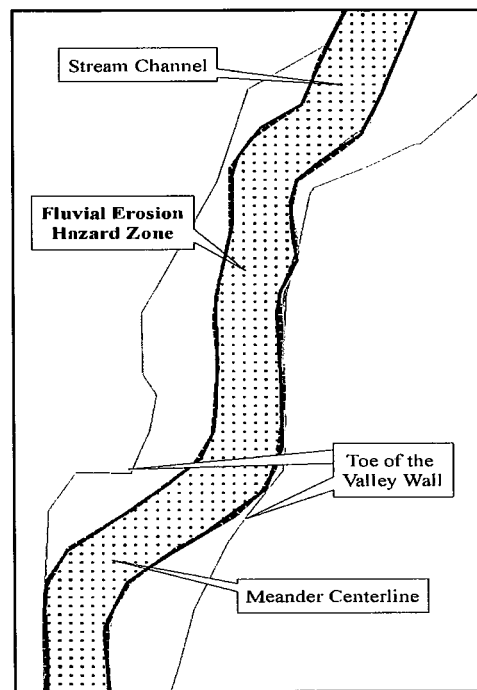 Stream Channel
Fluvial Erosion
Hnzard Zone
Toe of the
Valley Wall
Meander Centerline